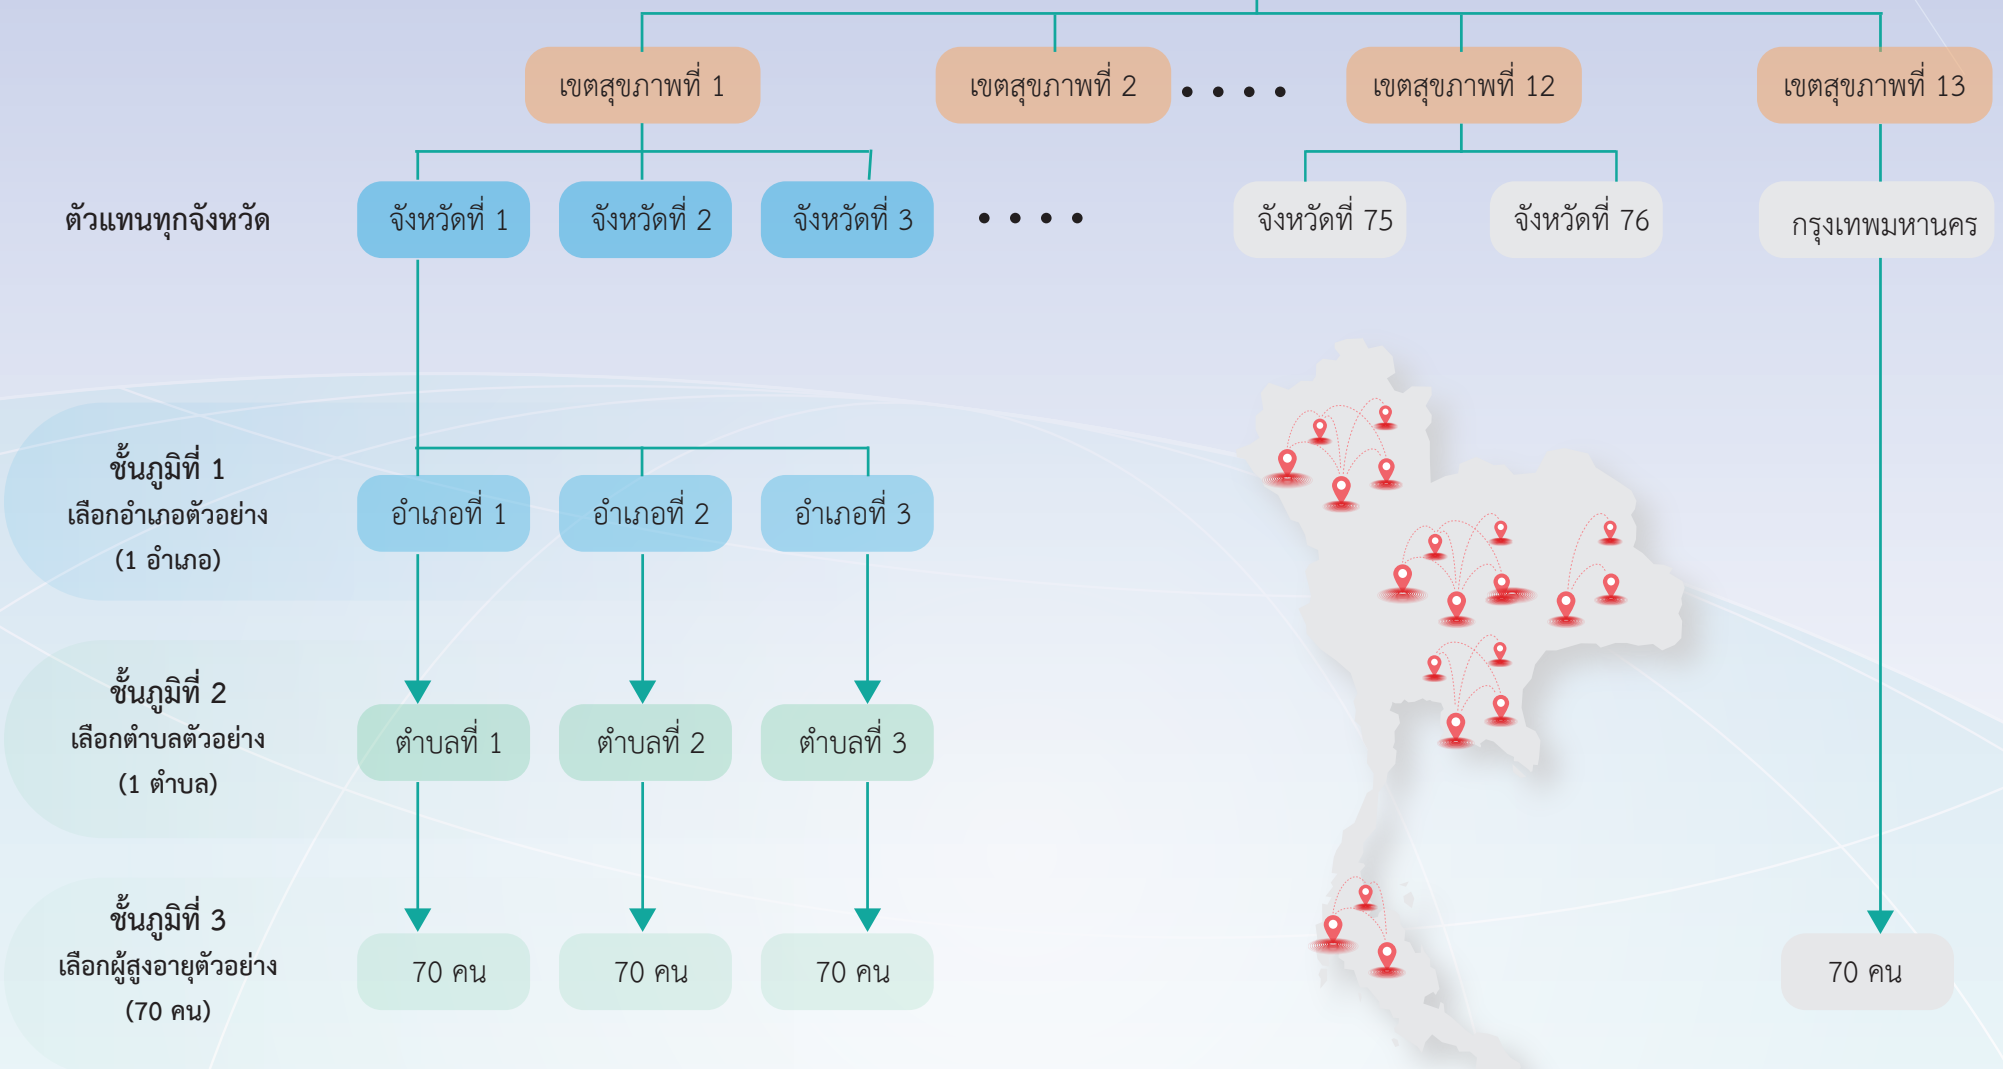 เขตสุขภาพที่ 1
เขตสุขภาพที่ 2
เขตสุขภาพที่ 12
เขตสุขภาพที่ 13
ตัวแทนทุกจังหวัด
จังหวัดที่ 1
จังหวัดที่ 2
จังหวัดที่ 3
จังหวัดที่ 75
จังหวัดที่ 76
กรุงเทพมหานคร
ชั้นภูมิที่ 1
เลือกอำเภอตัวอย่าง
(1 อำเภอ)
อำเภอที่ 1
อำเภอที่ 2
อำเภอที่ 3
ชั้นภูมิที่ 2
เลือกตำบลตัวอย่าง
(1 ตำบล)
ตำบลที่ 1
ตำบลที่ 2
ตำบลที่ 3
ชั้นภูมิที่ 3
เลือกผู้สูงอายุตัวอย่าง
(70 คน)
70 คน
70 คน
70 คน
70 คน